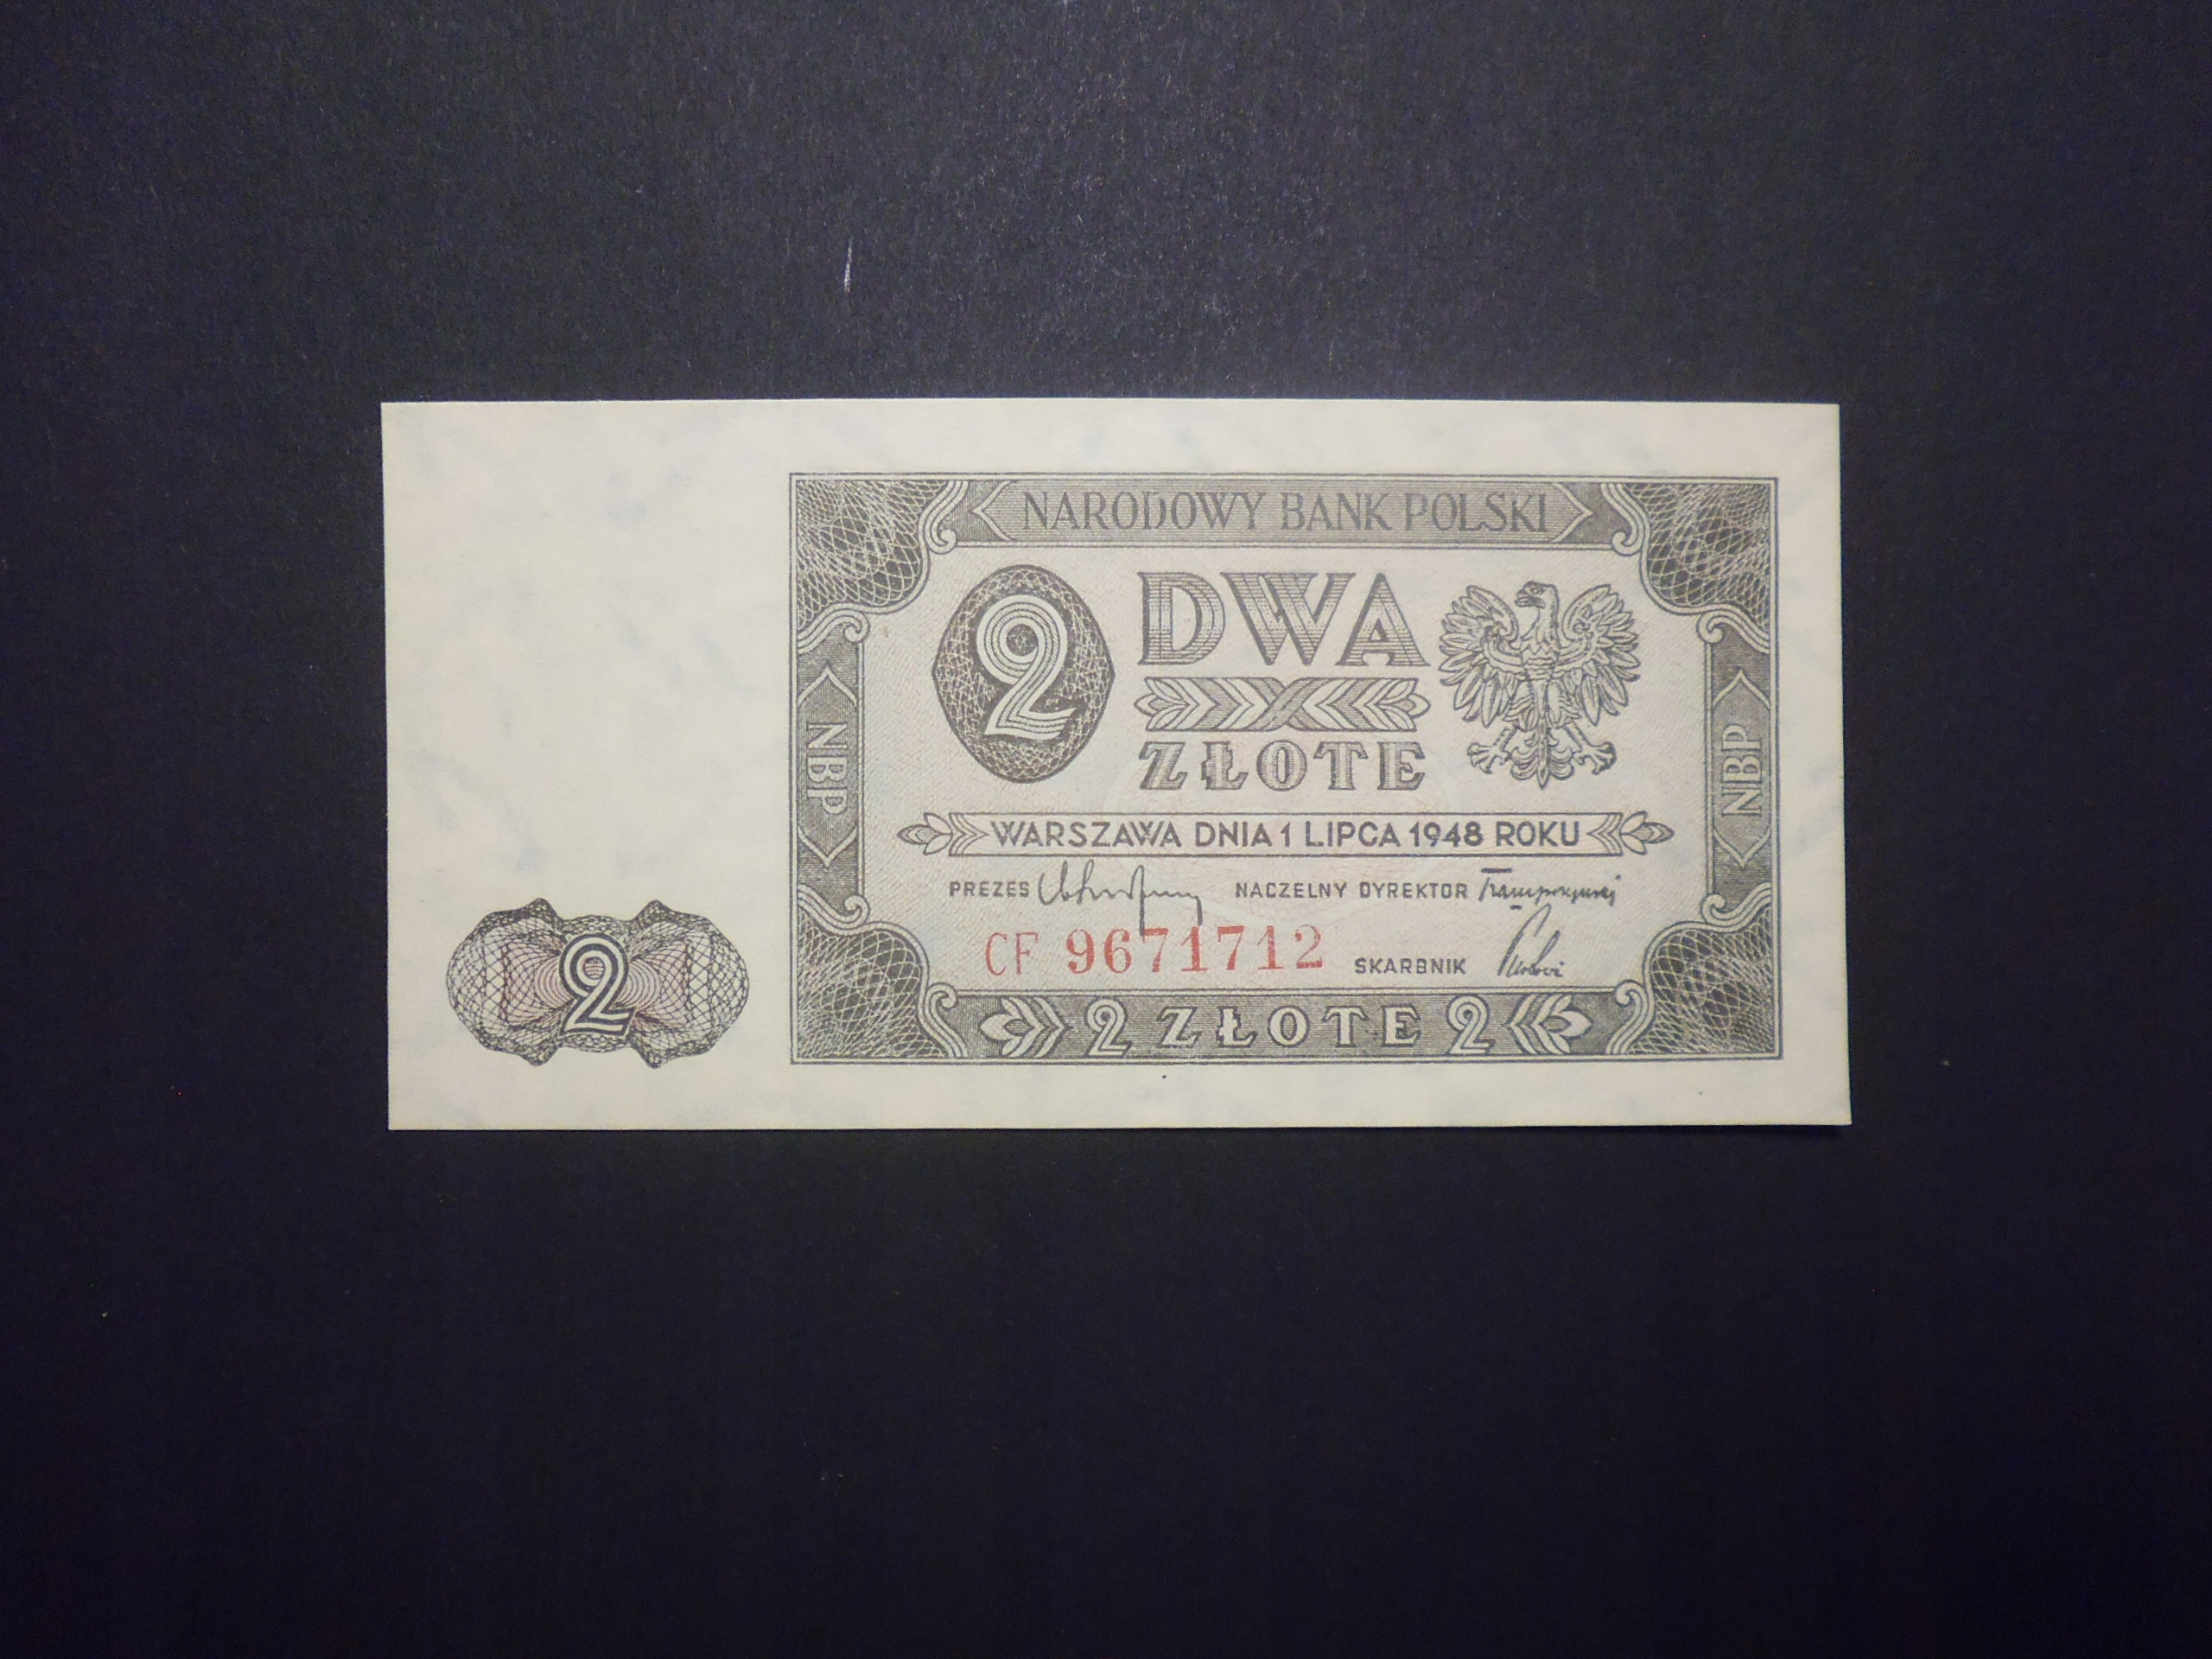 NARODOWY BANK POLSKI
2
DWA
ZŁOTE
NBP
NBP
WARSZAWA DNIA 1 LIPCA 1948 ROKU
PREZES NACZELNY DYREKTOR
CF 9671712 SKARBNIK
2
2 ZŁOTE 2